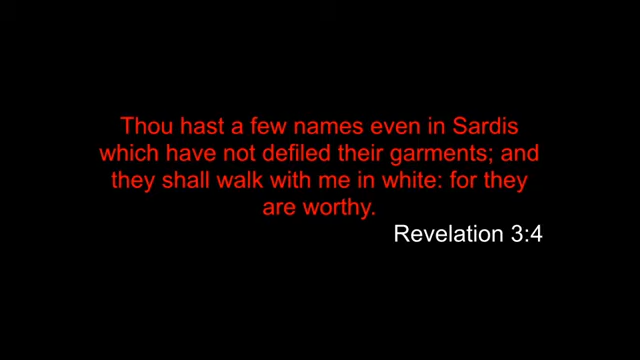 Thou hast a few names even in Sardis
which have not defiled their garments; and
they shall walk with me in white: for they
are worthy.
Revelation 3:4